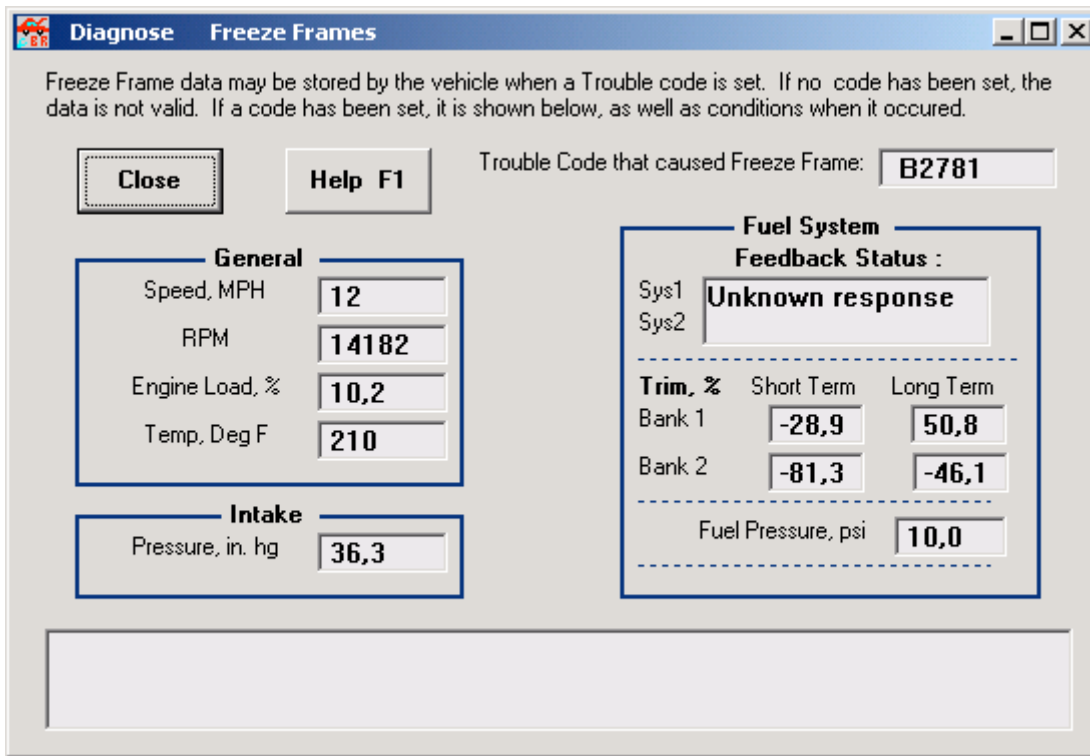 Diagnose Freeze Frames
Freeze Frame data may be stored by the vehicle when a Trouble code is set. If no code has been set, the
data is not valid. If a code has been set, it is shown below, as well as conditions when it occured.
Close
Help F1
Trouble Code that caused Freeze Frame: B2781
General
Speed, MPH 12
RPM 14182
Engine Load, % 10,2
Temp, Deg F 210
Intake
Pressure, in. hg 36,3
Fuel System
Feedback Status :
Sys1 Unknown response
Sys2
Trim, % Short Term Long Term
Bank 1 -28,9 50,8
Bank 2 -81,3 -46,1
Fuel Pressure, psi 10,0